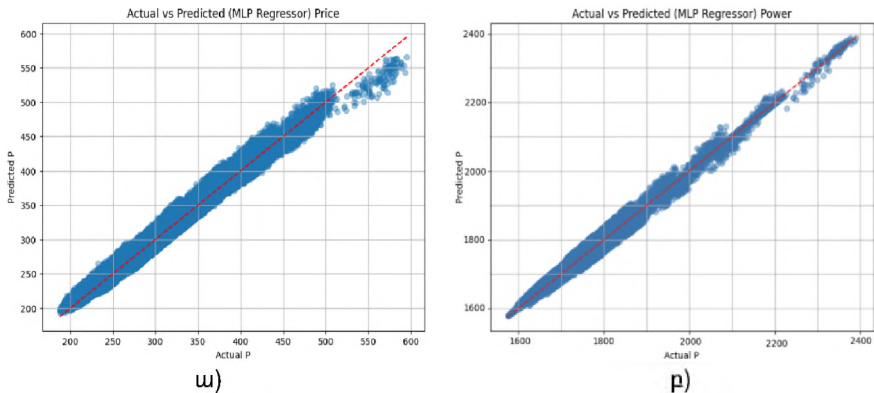 Actual vs Predicted (MLP Regressor) Price
600
550
500
450
400
350
300
250
200
Predicted P
200 250 300 350 400 450 500 550 600
Actual P
ա)
Actual vs Predicted (MLP Regressor) Power
2400
2200
2000
1800
1600
Predicted P
1600 1800 2000 2200 2400
Actual P
բ)